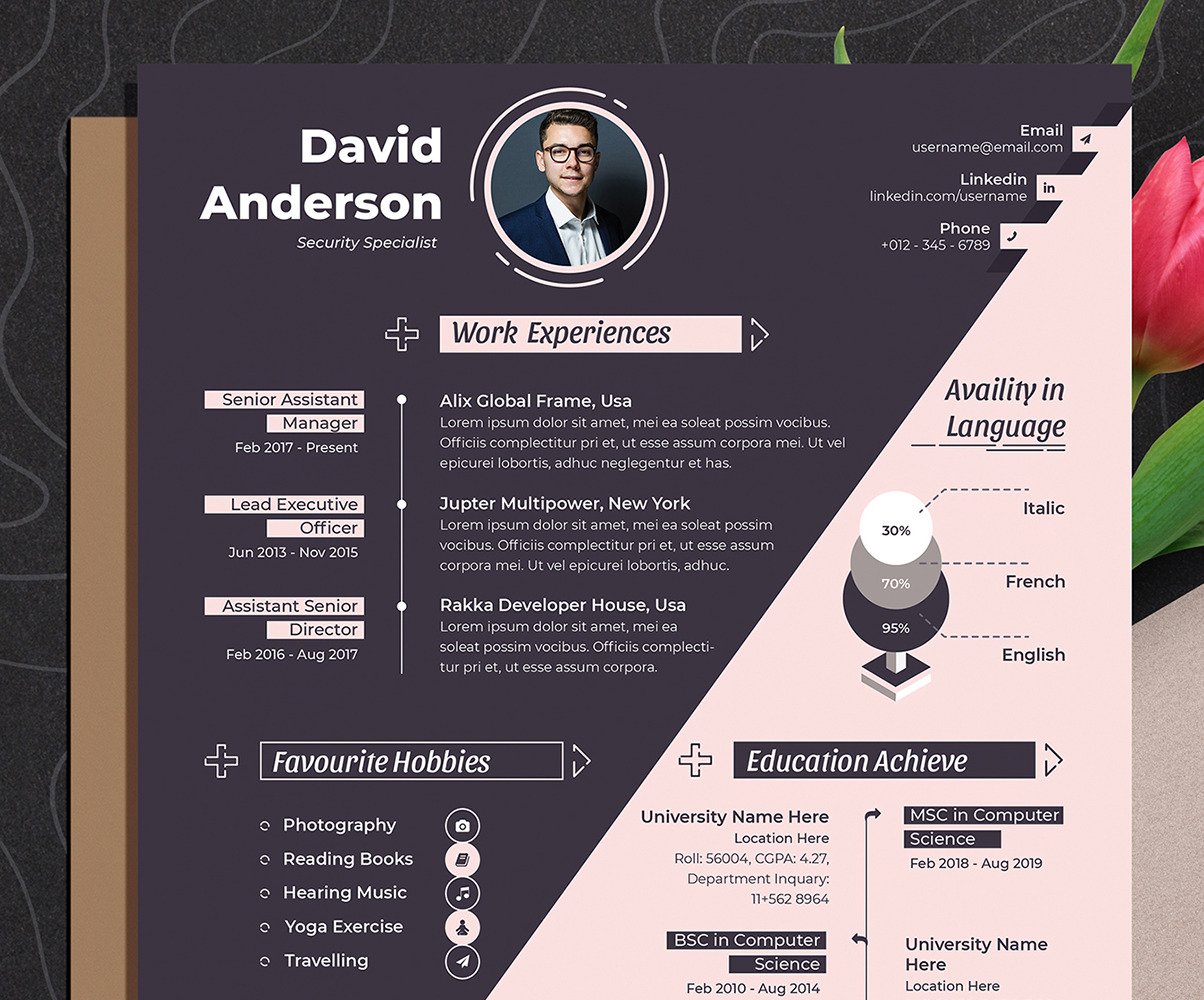 David
Anderson
Security Specialist
Email
username@email.com
Linkedin
linkedin.com/username
in
Phone
+012 - 345 - 6789
Work Experiences
Senior Assistant
Manager
Feb 2017 - Present
Alix Global Frame, Usa
Lorem ipsum dolor sit amet, mei ea soleat possim vocibus.
Officiis complectitur pri et, ut esse assum corpora mei. Ut vel
epicurei lobortis, adhuc neglegentur et has.
Lead Executive
Officer
Jun 2013 - Nov 2015
Jupter Multipower, New York
Lorem ipsum dolor sit amet, mei ea soleat possim
vocibus. Officiis complectitur pri et, ut esse assum
corpora mei. Ut vel epicurei lobortis, adhuc.
Assistant Senior
Director
Feb 2016 - Aug 2017
Rakka Developer House, Usa
Lorem ipsum dolor sit amet, mei ea
soleat possim vocibus. Officiis complecti-
tur pri et, ut esse assum corpora.
Availity in
Language
30%
Italic
70%
French
95%
English
Favourite Hobbies
Photography
Reading Books
Hearing Music
Yoga Exercise
Travelling
Education Achieve
University Name Here
Location Here
Roll: 56004, CGPA: 4.27,
Department Inquary:
11+562 8964
MSC in Computer
Science
Feb 2018 - Aug 2019
BSC in Computer
Science
Feb 2010 - Aug 2014
University Name
Here
Location Here